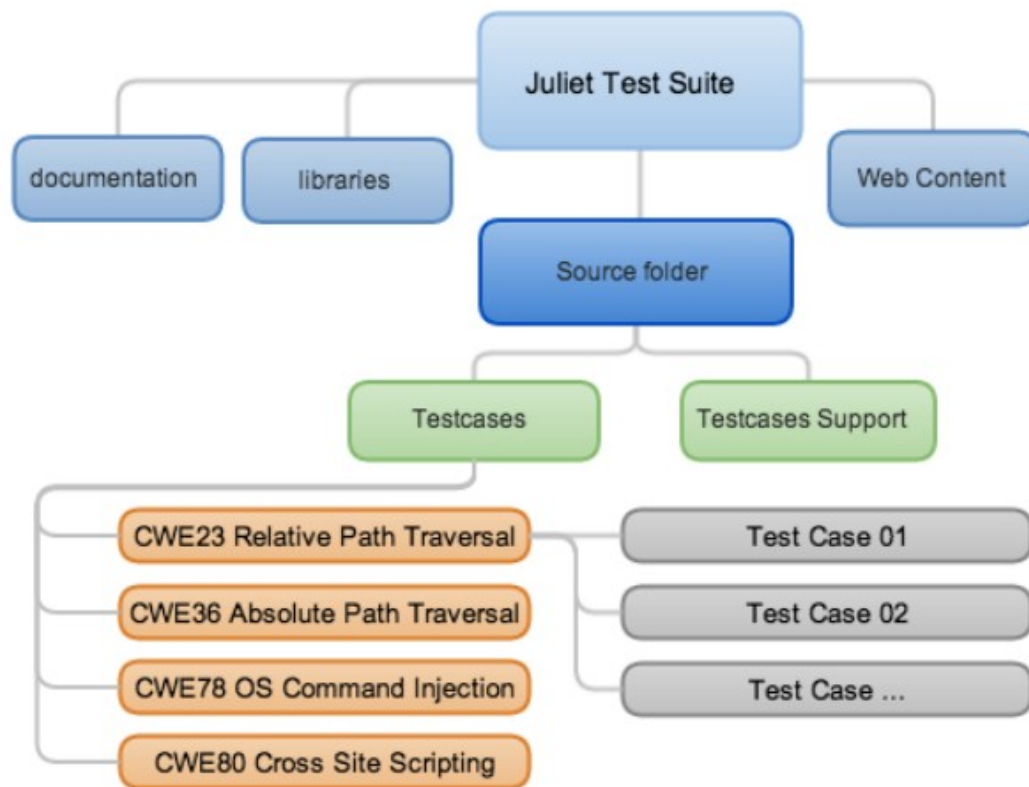 Juliet Test Suite
documentation
libraries
Web Content
Source folder
Testcases
Testcases Support
CWE23 Relative Path Traversal
Test Case 01
CWE36 Absolute Path Traversal
Test Case 02
CWE78 OS Command Injection
Test Case ...
CWE80 Cross Site Scripting